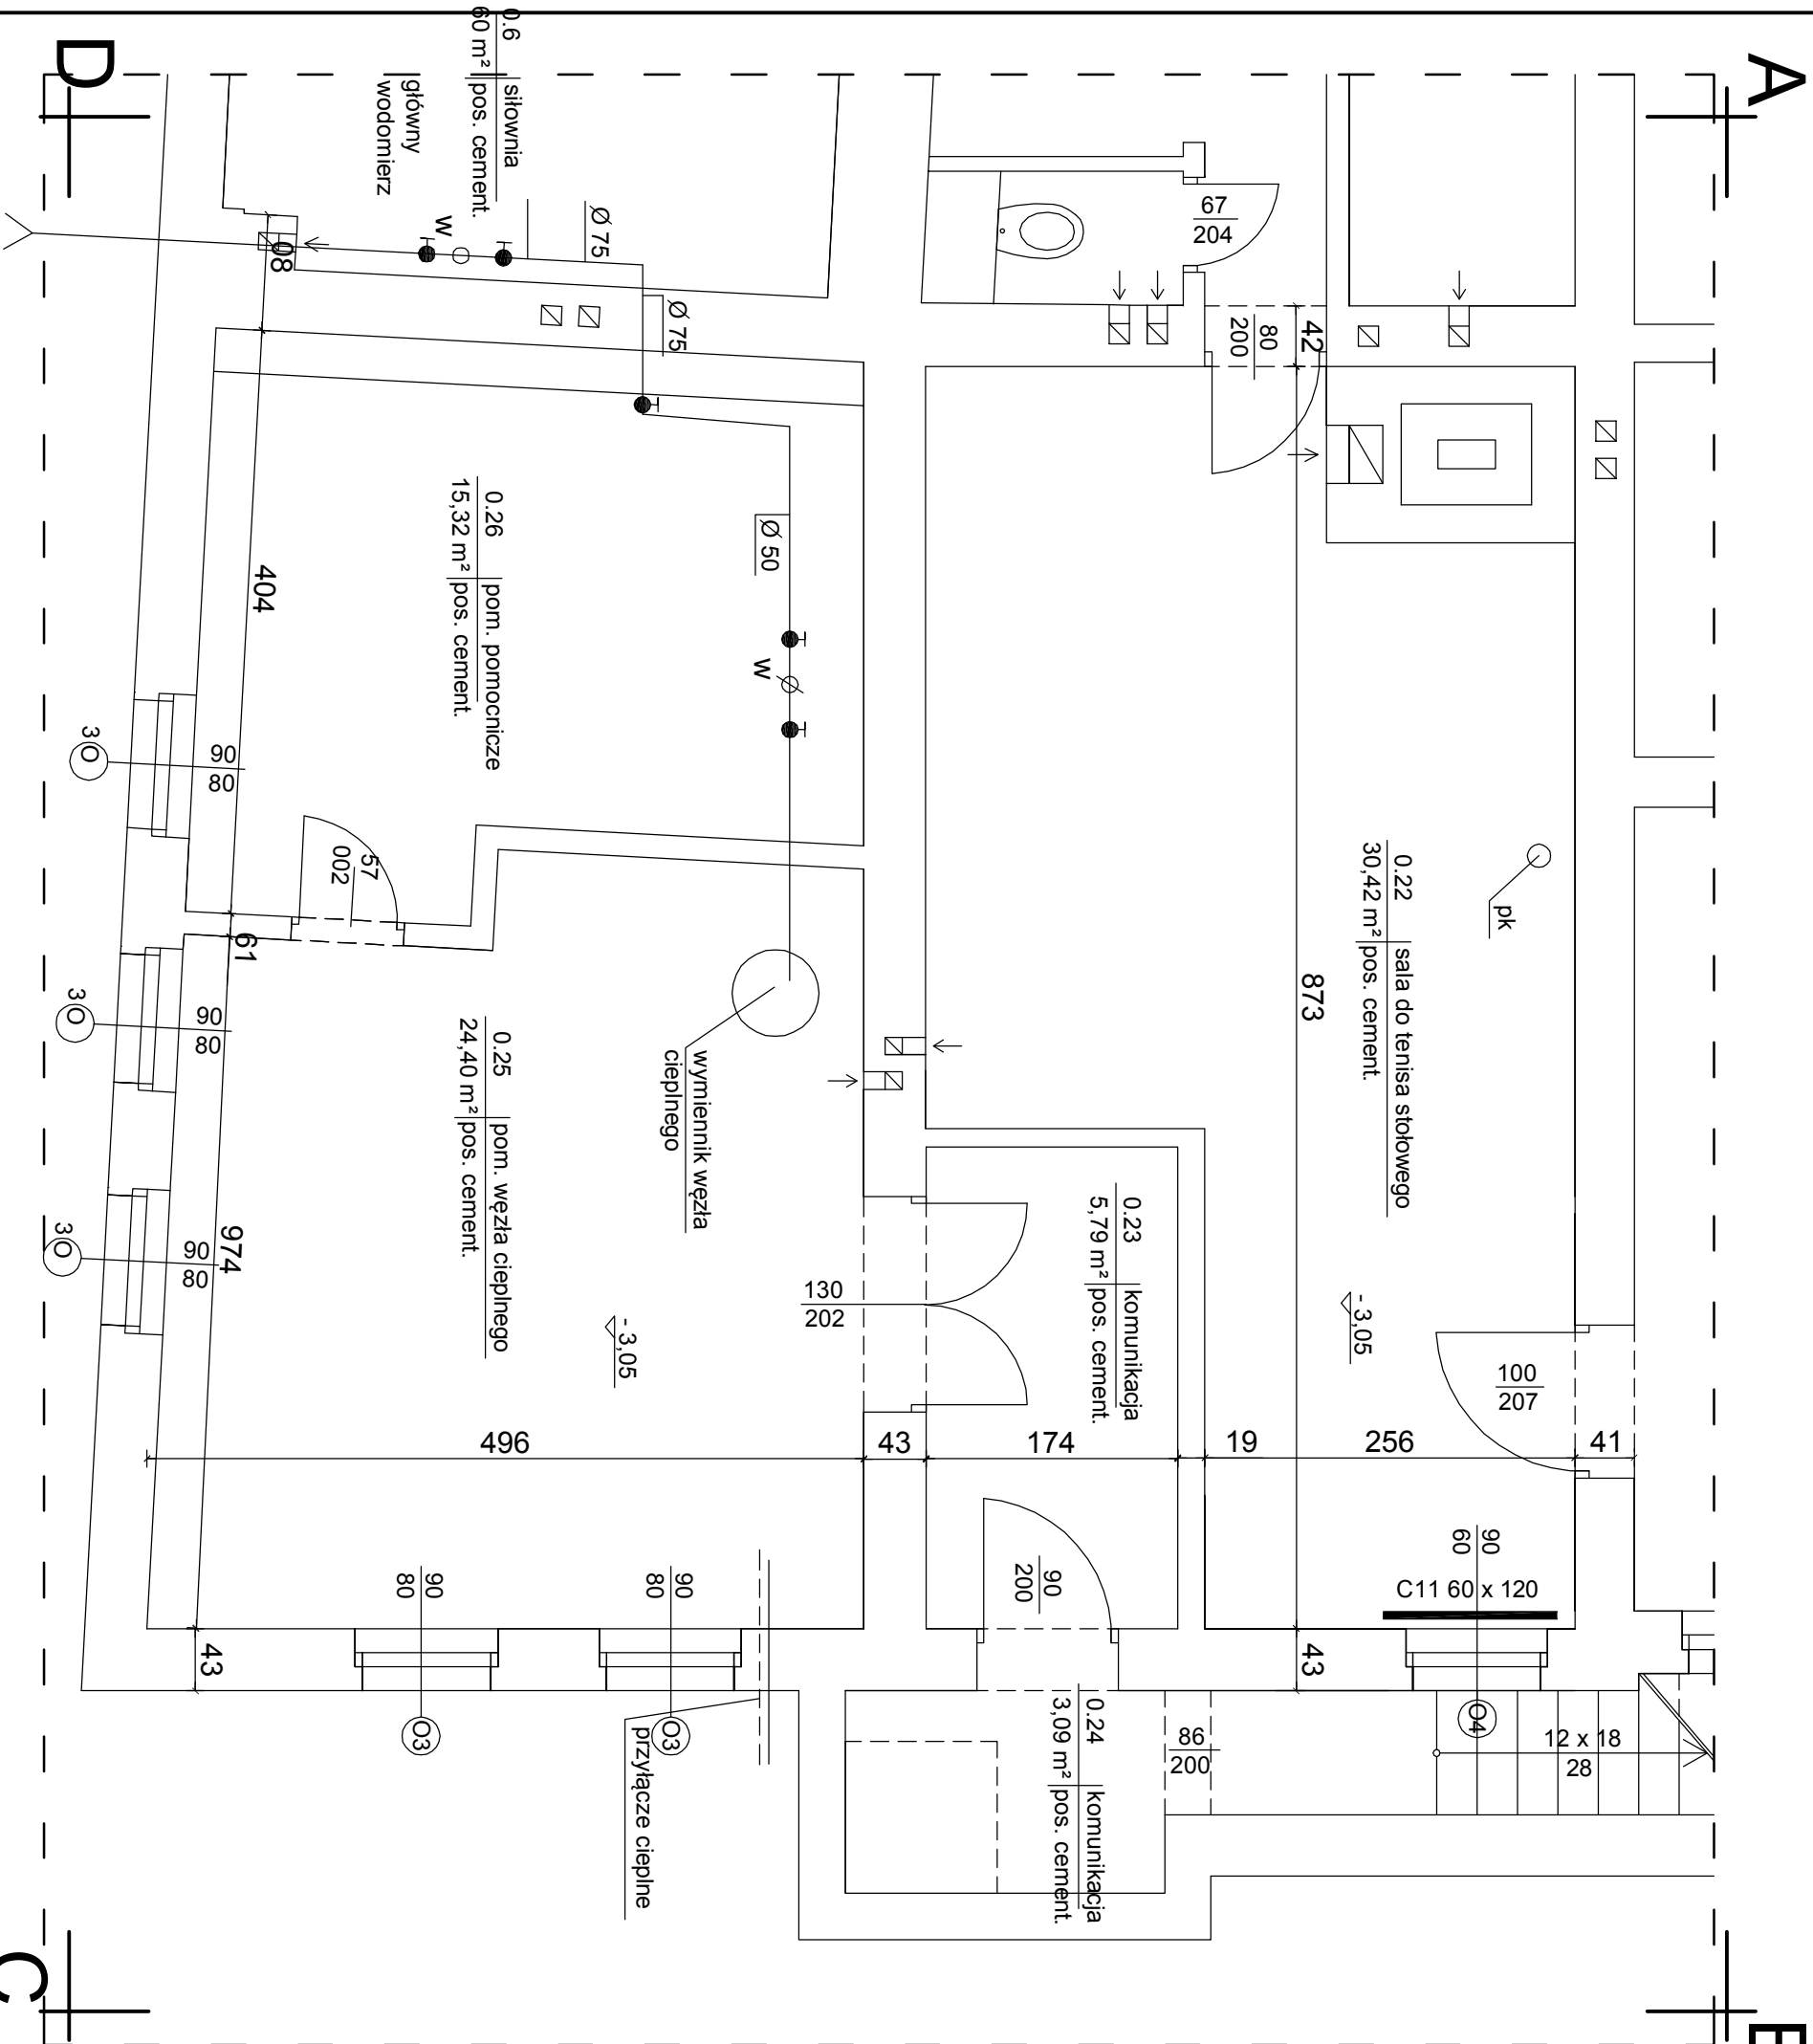 A
D
0.6
siłownia
60 m²
pos. cement.
główny
wodomierz
W
Ø 75
Ø 75
80
67
204
80
200
42
0.26
pom. pomocnicze
15,32 m²
pos. cement.
404
Ø 50
W
0.22
sala do tenisa stołowego
30,42 m²
pos. cement.
pk
873
O3
90
80
57
200
19
O3
90
80
0.25
pom. węzła cieplnego
24,40 m²
pos. cement.
wymiennik węzła
cieplnego
0.23
komunikacja
5,79 m²
pos. cement.
O3
90
80
974
- 3,05
130
202
- 3,05
100
207
496
43
174
19
256
41
90
80
90
80
90
200
90
60
C11 60 x 120
43
43
O3
O3
przyłącze cieplne
0.24
komunikacja
3,09 m²
pos. cement.
86
200
O4
12 x 18
28
C